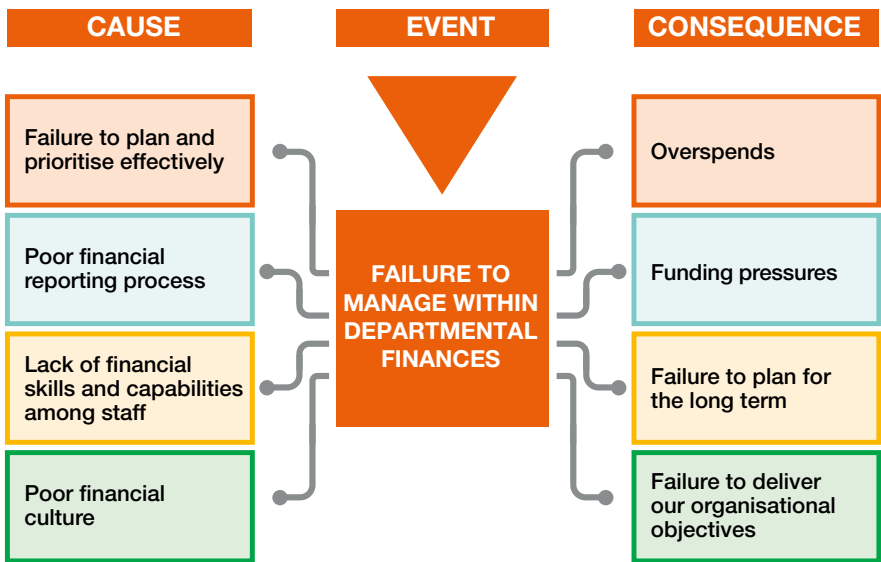 CAUSE
EVENT
CONSEQUENCE
Failure to plan and
prioritise effectively
Poor financial
reporting process
Lack of financial
skills and capabilities
among staff
Poor financial
culture
FAILURE TO
MANAGE WITHIN
DEPARTMENTAL
FINANCES
Overspends
Funding pressures
Failure to plan for
the long term
Failure to deliver
our organisational
objectives